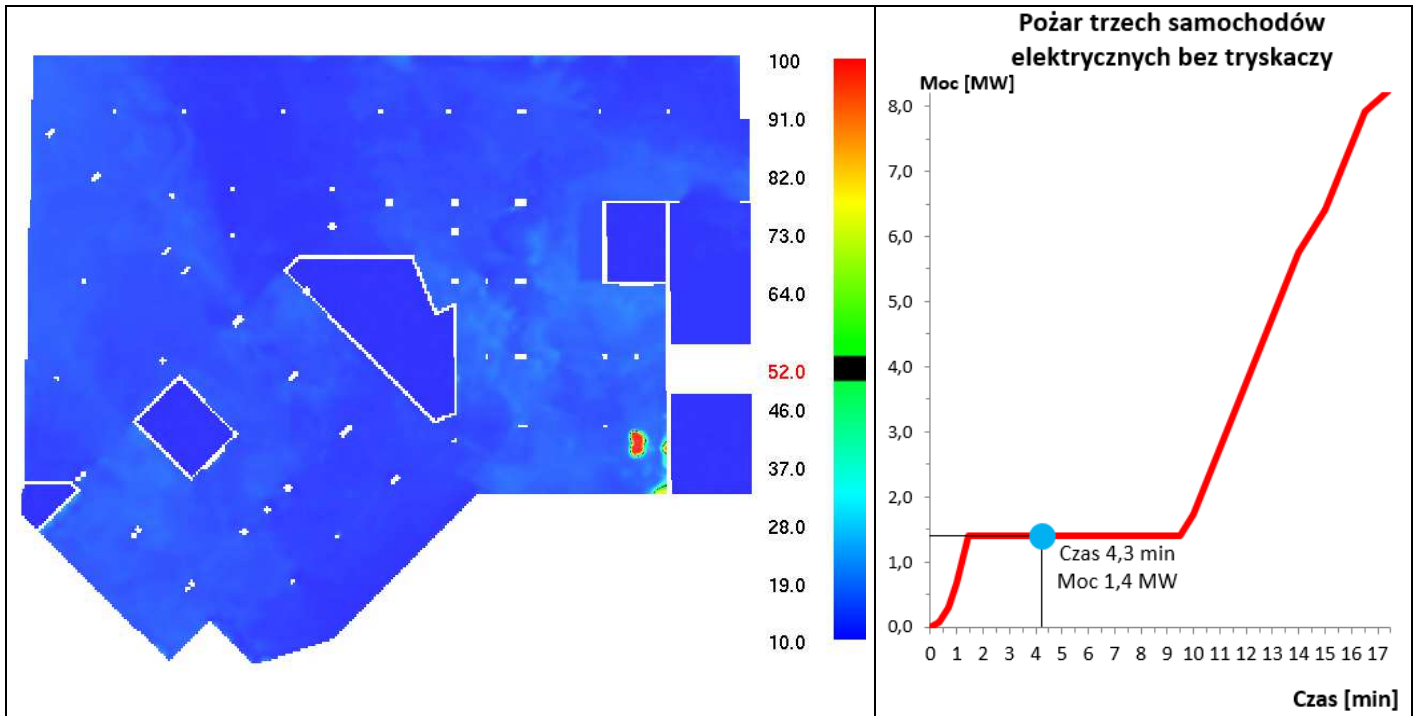 100
91.0
82.0
73.0
64.0
52.0
46.0
37.0
28.0
19.0
10.0
Pożar trzech samochodów
elektrycznych bez tryskaczy
Moc [MW]
8,0
7,0
6,0
5,0
4,0
3,0
2,0
1,0
0,0
Czas 4,3 min
Moc 1,4 MW
0 1 2 3 4 5 6 7 8 9 10 11 12 13 14 15 16 17
Czas [min]